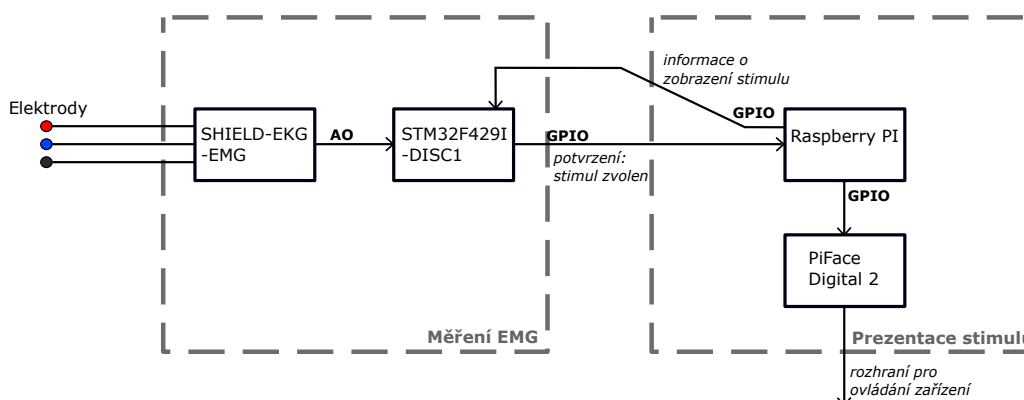 informace o
zobrazení stimulu
Elektrody
SHIELD-EKG
-EMG
AO
STM32F429I
-DISC1
GPIO
potvrzení:
stimul zvolen
GPIO
Raspberry PI
GPIO
PiFace
Digital 2
Měření EMG
Prezentace stimulu
rozhraní pro
ovládání zařízení